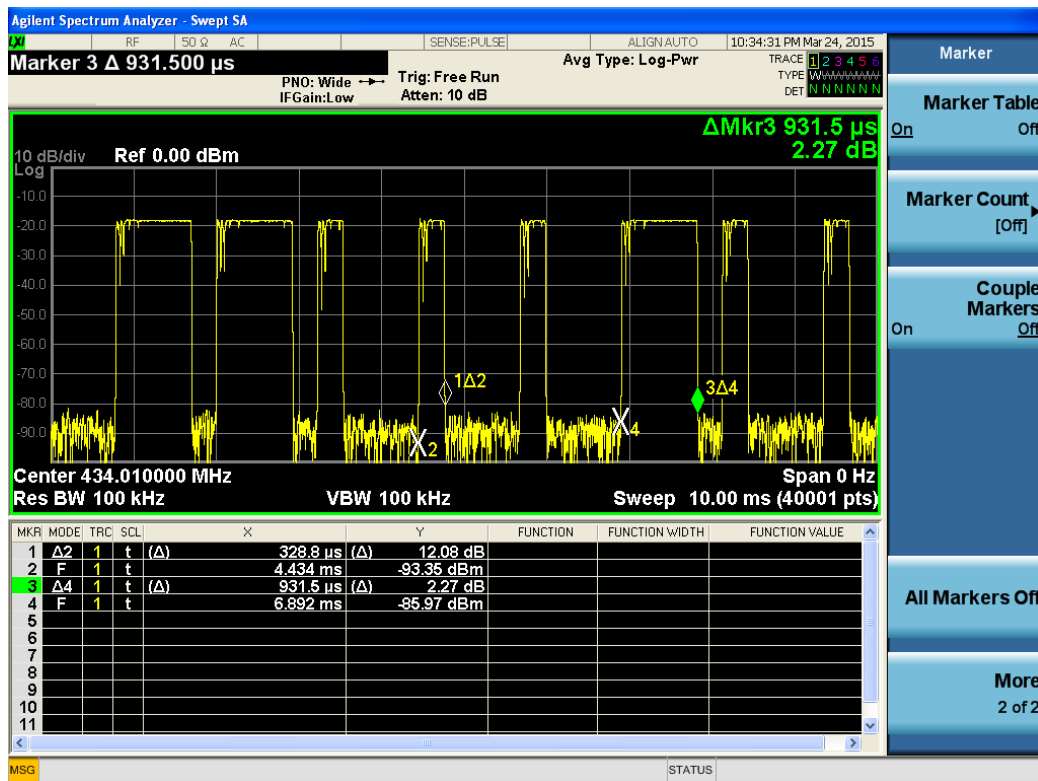 Agilent Spectrum Analyzer - Swept SA
LXI RF 50 Ω AC SENSE:PULSE ALIGN AUTO 10:34:31 PM Mar 24, 2015
Marker 3 Δ 931.500 µs
PNO: Wide
IFGain:Low
Trig: Free Run
Atten: 10 dB
Avg Type: Log-Pwr
TRACE 1 2 3 4 5 6
TYPE WWWWWW
DET N N N N N N
ΔMkr3 931.5 µs
2.27 dB
10 dB/div Ref 0.00 dBm
Log
-10.0
-20.0
-30.0
-40.0
-50.0
-60.0
-70.0
-80.0
-90.0
1Δ2
2
3Δ4
4
Center 434.010000 MHz Span 0 Hz
Res BW 100 kHz VBW 100 kHz Sweep 10.00 ms (40001 pts)
MKR MODE TRC SCL X Y FUNCTION FUNCTION WIDTH FUNCTION VALUE
1 Δ2 1 t (Δ) 328.8 µs (Δ) 12.08 dB
2 F 1 t 4.434 ms -93.35 dBm
3 Δ4 1 t (Δ) 931.5 µs (Δ) 2.27 dB
4 F 1 t 6.892 ms -85.97 dBm
5
6
7
8
9
10
11
MSG STATUS
Marker
Marker Table
On Off
Marker Count
[Off]
Couple
Markers
On Off
All Markers Off
More
2 of 2